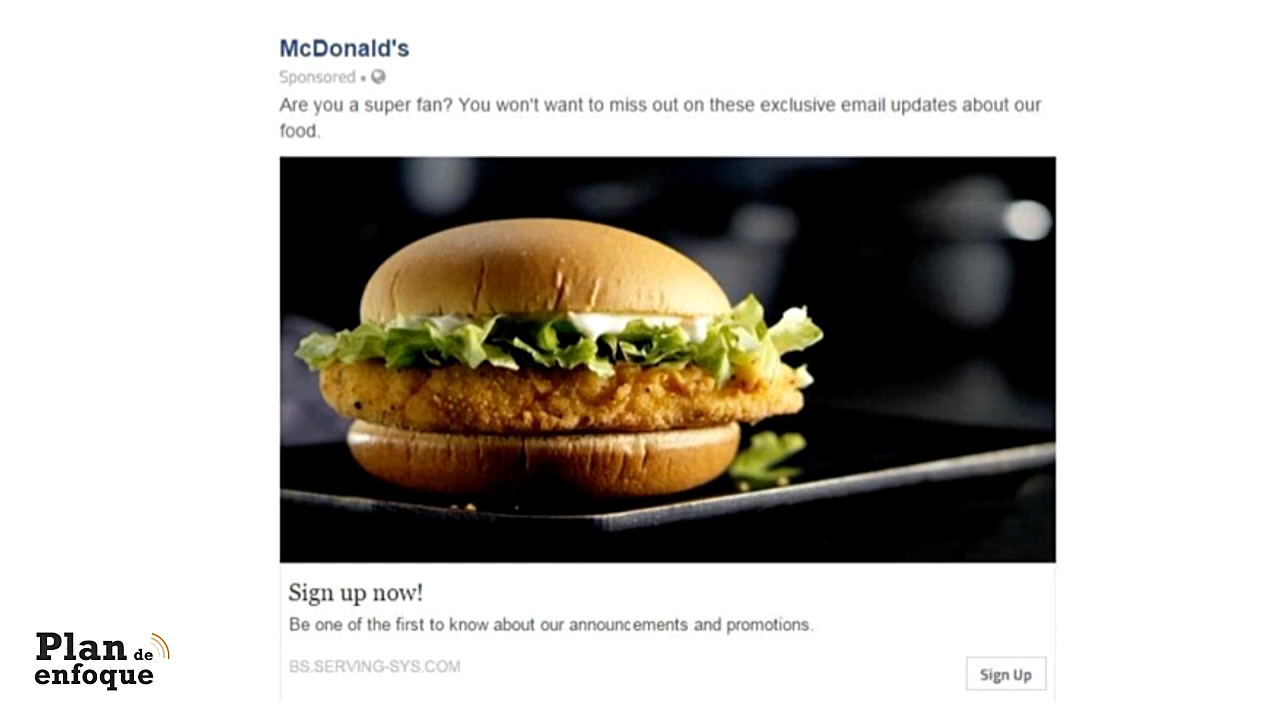 McDonald's
Sponsored •
Are you a super fan? You won't want to miss out on these exclusive email updates about our
food.
Sign up now!
Be one of the first to know about our announcements and promotions.
BS.SERVING-SYS.COM
Sign Up
Plan de
enfoque